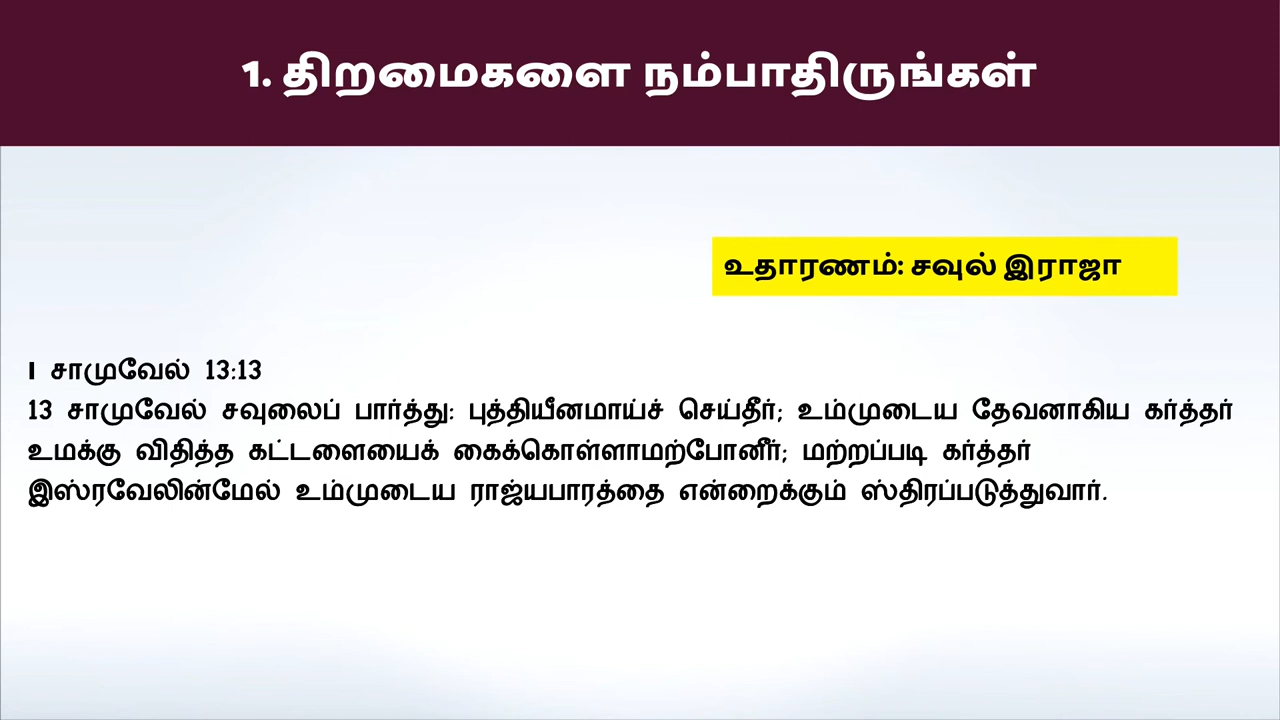 1. திறமைகளை நம்பாதிருங்கள்
உதாரணம்: சவுல் இராஜா
I சாமுவேல் 13:13
13 சாமுவேல் சவுலைப் பார்த்து: புத்தியீனமாய்ச் செய்தீர்; உம்முடைய தேவனாகிய கர்த்தர்
உமக்கு விதித்த கட்டளையைக் கைக்கொள்ளாமற்போனீர்; மற்றப்படி கர்த்தர்
இஸ்ரவேலின்மேல் உம்முடைய ராஜ்யபாரத்தை என்றைக்கும் ஸ்திரப்படுத்துவார்.